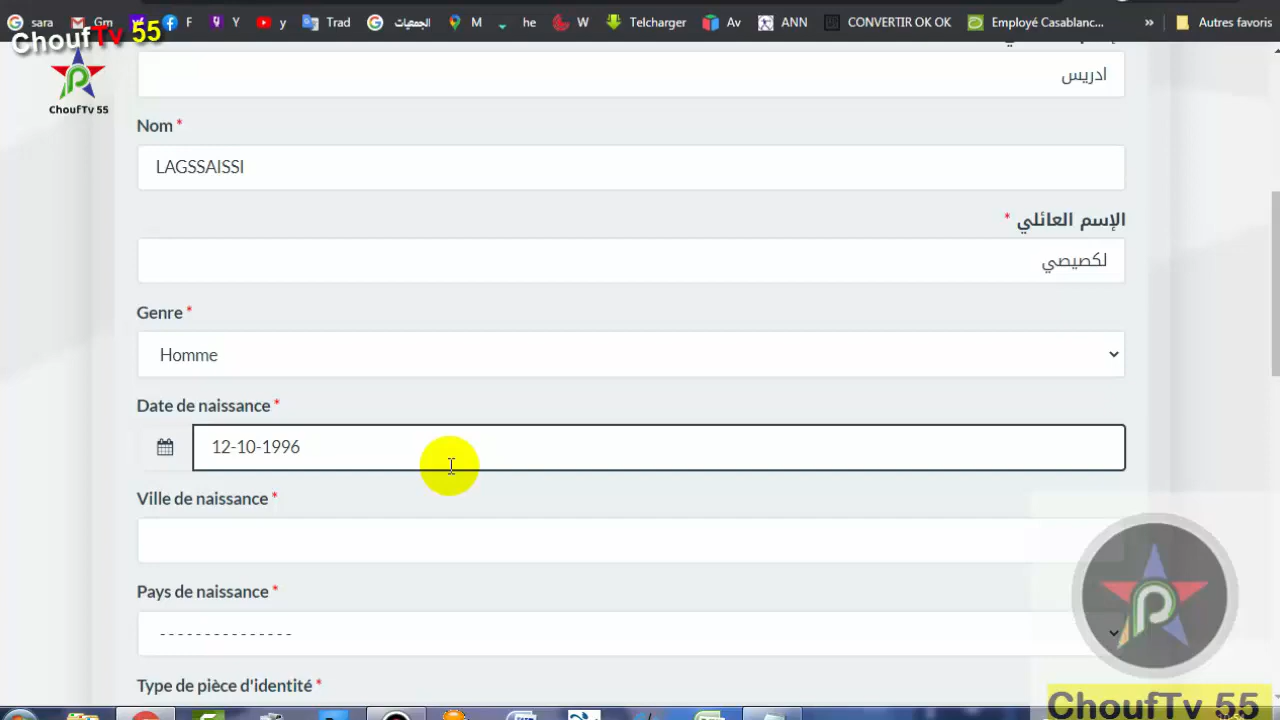 sara Gm F Y y Trad الجمعيات M ne W Telcharger Av ANN CONVERTIR OK OK Employé Casablanc... » Autres favoris
ChoufTv 55
ChoufTv 55
ادريس
Nom *
LAGSSAISSI
الإسم العائلي *
لكصيصي
Genre *
Homme
Date de naissance *
12-10-1996
Ville de naissance *
Pays de naissance *
---------------
Type de pièce d'identité *
ChoufTv 55